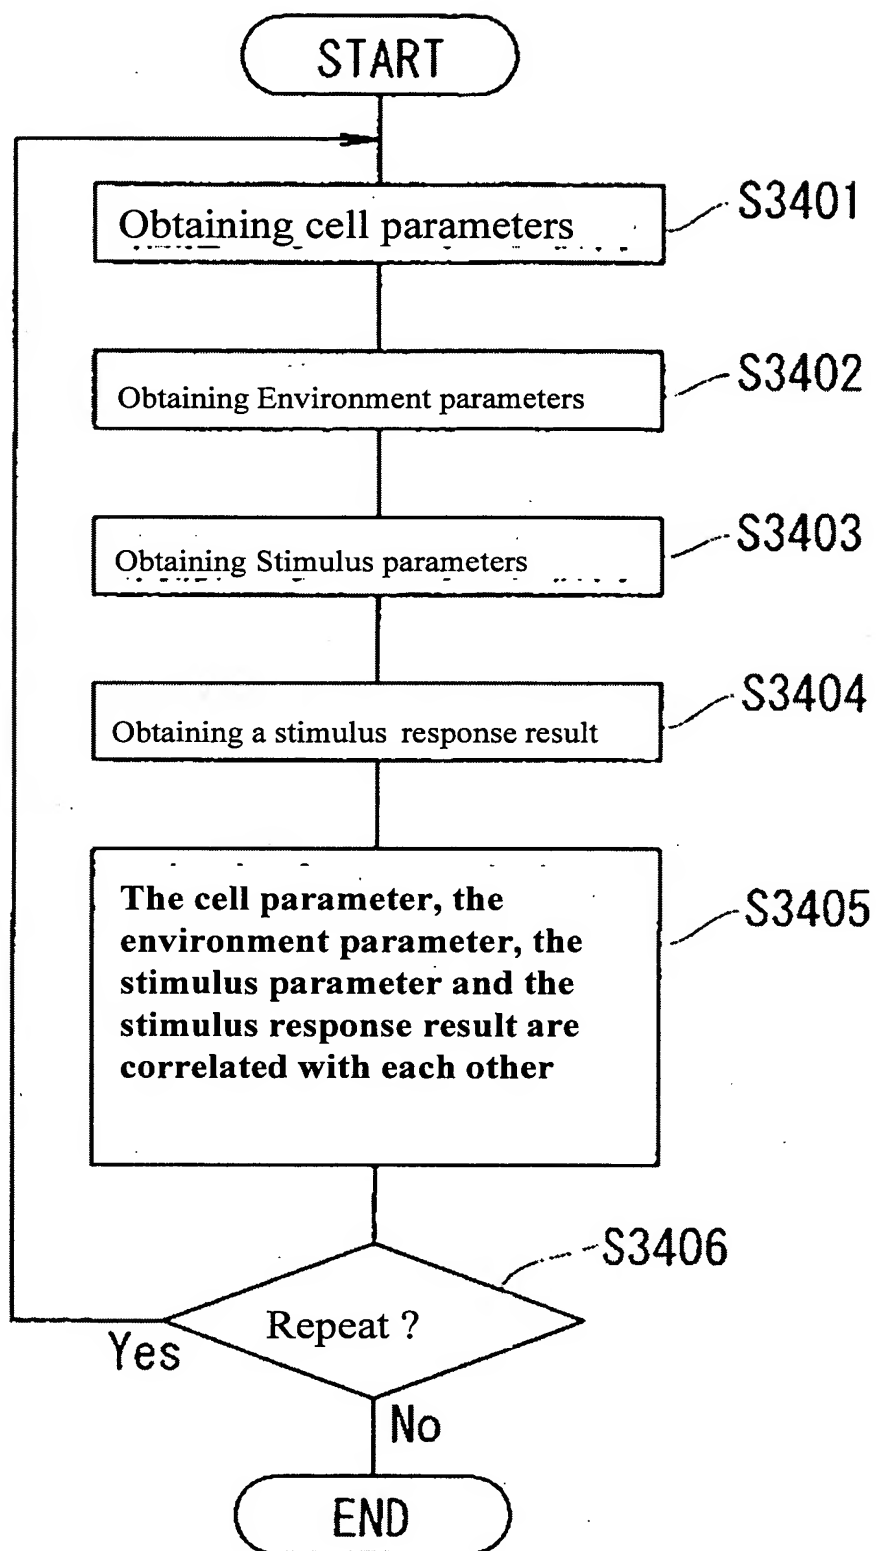 START
Obtaining cell parameters
S3401
Obtaining Environment parameters
S3402
Obtaining Stimulus parameters
S3403
Obtaining a stimulus response result
S3404
The cell parameter, the
environment parameter, the
stimulus parameter and the
stimulus response result are
correlated with each other
S3405
S3406
Repeat ?
Yes
No
END